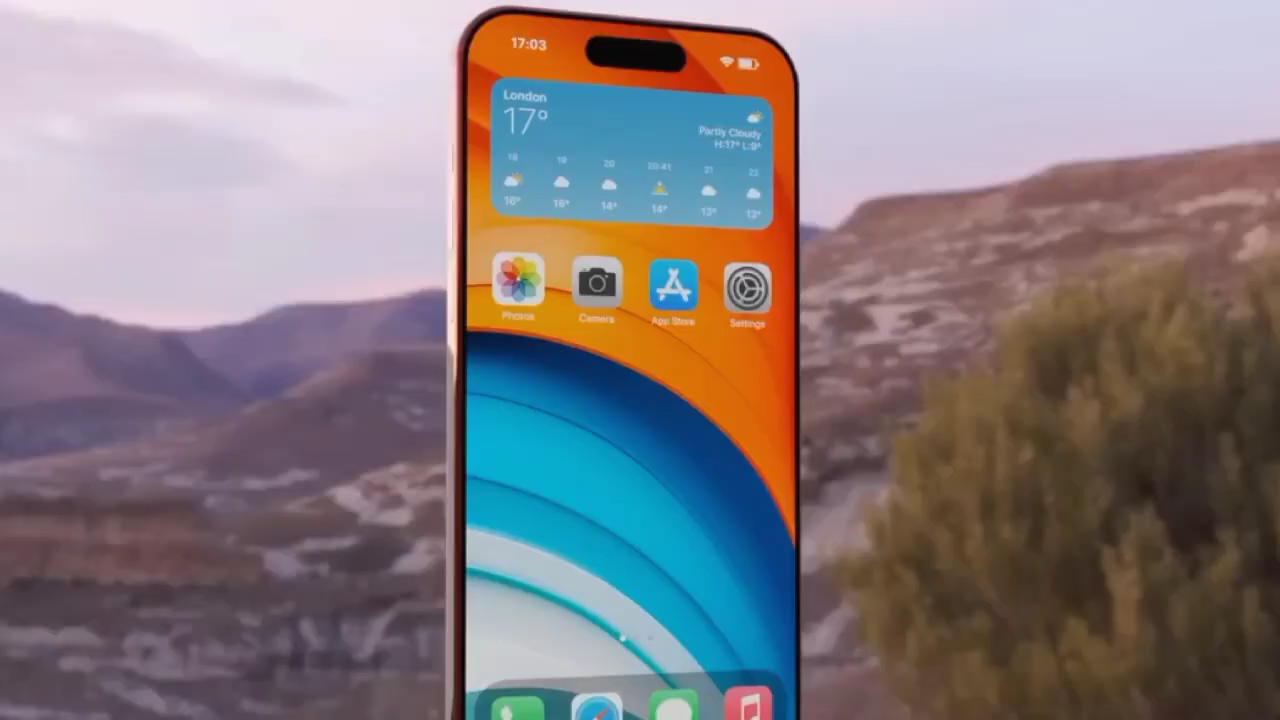 17:03
London
17°
Partly Cloudy
H:17° L:9°
18 19 20 20:41 21 22
16° 16° 14° 14° 13° 13°
Photos Camera App Store Settings